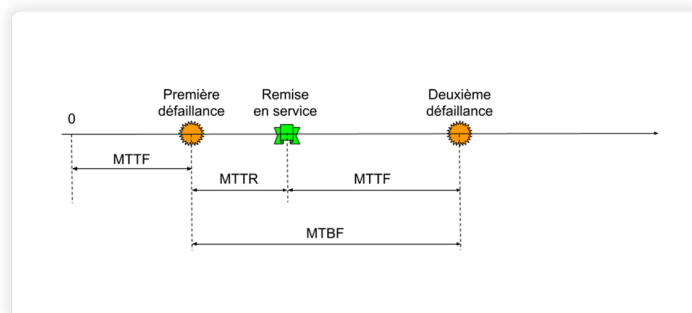 Première
défaillance
Remise
en service
Deuxième
défaillance
0
MTTF
MTTR
MTTF
MTBF